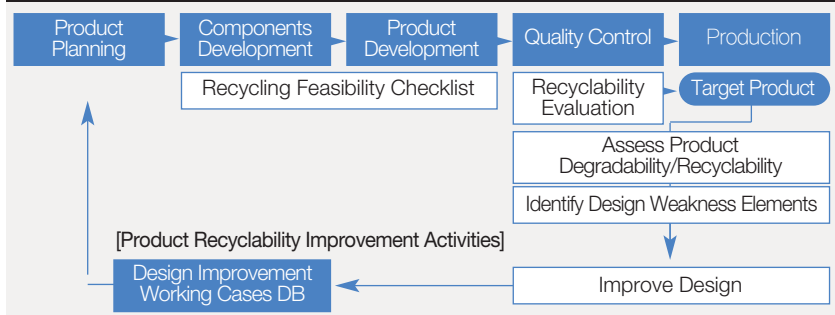 Product
Planning
Components
Development
Product
Development
Quality Control
Production
Recycling Feasibility Checklist
Recyclability
Evaluation
Target Product
Assess Product
Degradability/Recyclability
Identify Design Weakness Elements
[Product Recyclability Improvement Activities]
Design Improvement
Working Cases DB
Improve Design